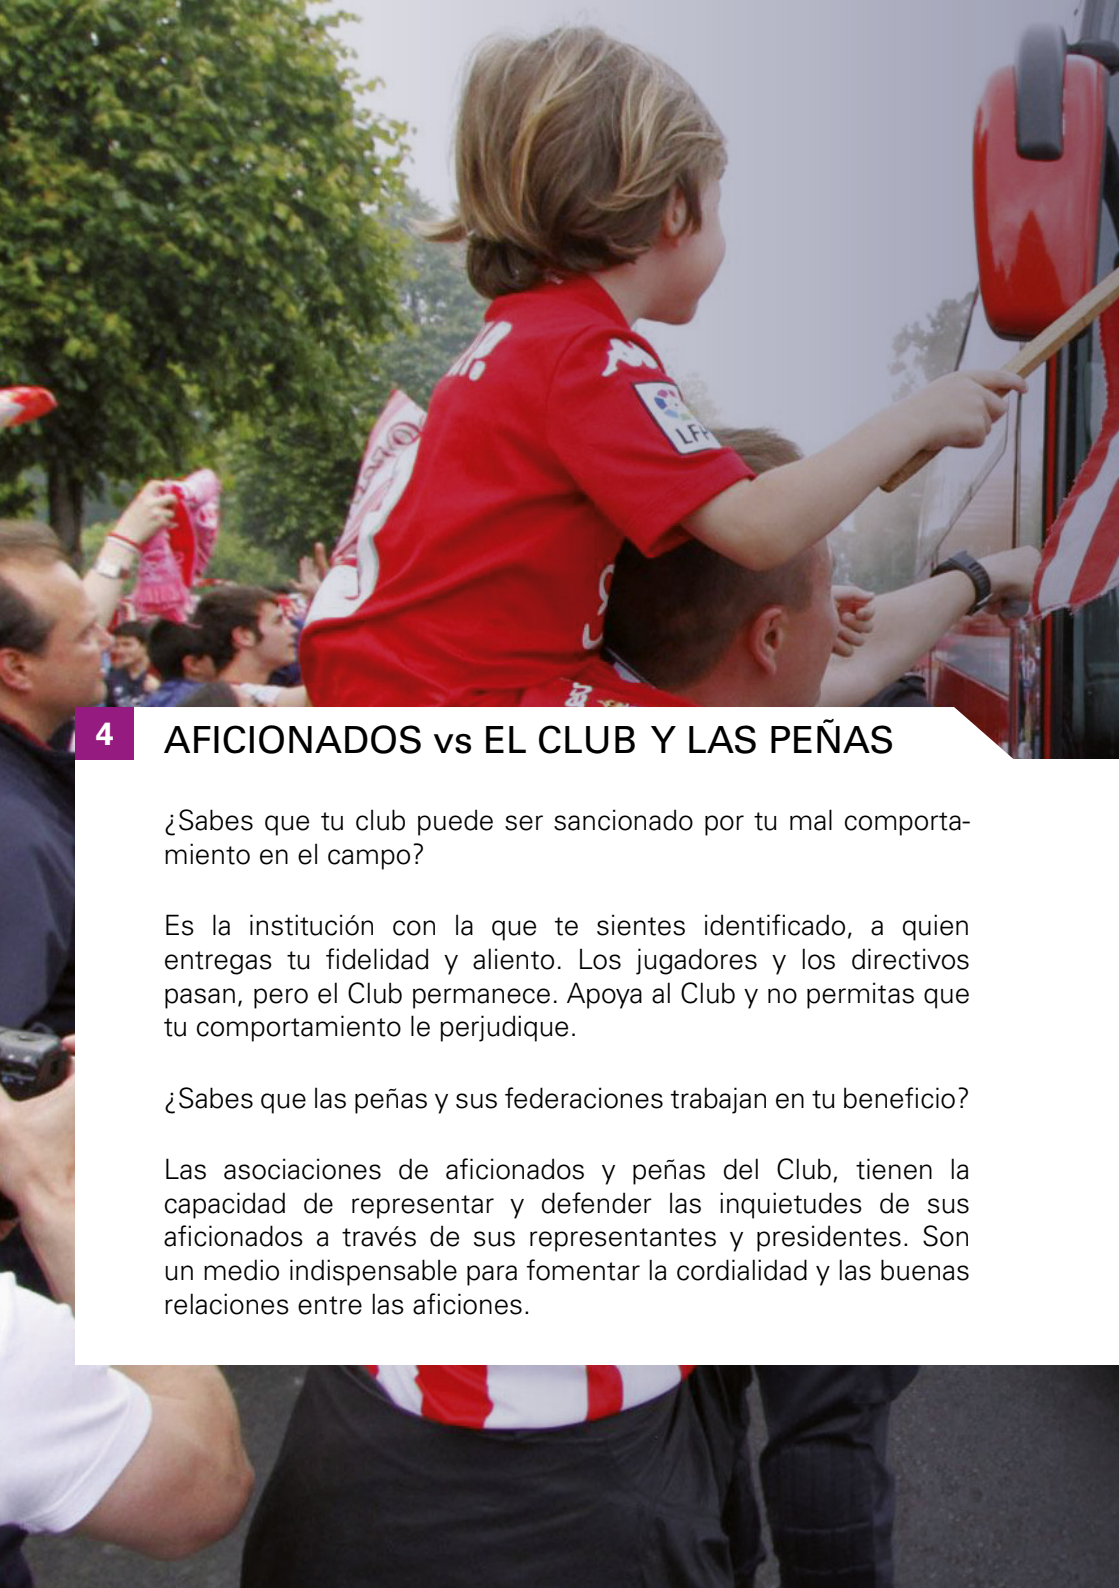 LFP
4
AFICIONADOS vs EL CLUB Y LAS PEÑAS
¿Sabes que tu club puede ser sancionado por tu mal comporta-
miento en el campo?
Es la institución con la que te sientes identificado, a quien
entregas tu fidelidad y aliento. Los jugadores y los directivos
pasan, pero el Club permanece. Apoya al Club y no permitas que
tu comportamiento le perjudique.
¿Sabes que las peñas y sus federaciones trabajan en tu beneficio?
Las asociaciones de aficionados y peñas del Club, tienen la
capacidad de representar y defender las inquietudes de sus
aficionados a través de sus representantes y presidentes. Son
un medio indispensable para fomentar la cordialidad y las buenas
relaciones entre las aficiones.